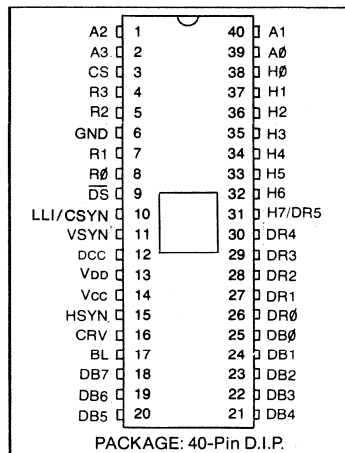 A2 1 40 A1
A3 2 39 AØ
CS 3 38 HØ
R3 4 37 H1
R2 5 36 H2
GND 6 35 H3
R1 7 34 H4
RØ 8 33 H5
D̅S̅ 9 32 H6
LLI/CSYN 10 31 H7/DR5
VSYN 11 30 DR4
DCC 12 29 DR3
VDD 13 28 DR2
VCC 14 27 DR1
HSYN 15 26 DRØ
CRV 16 25 DBØ
BL 17 24 DB1
DB7 18 23 DB2
DB6 19 22 DB3
DB5 20 21 DB4
PACKAGE: 40-Pin D.I.P.